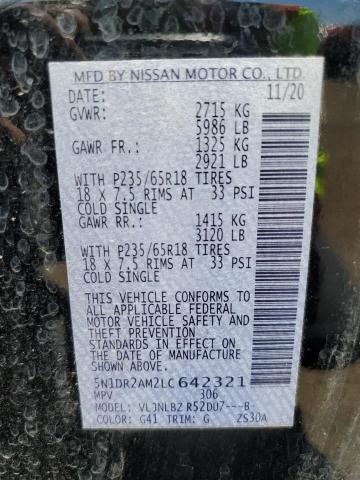 MFD BY NISSAN MOTOR CO., LTD.
DATE: 11/20
GVWR: 2715 KG
5986 LB
GAWR FR.: 1325 KG
2921 LB
WITH P235/65R18 TIRES
18 X 7.5 RIMS AT 33 PSI
COLD SINGLE
GAWR RR.: 1415 KG
3120 LB
WITH P235/65R18 TIRES
18 X 7.5 RIMS AT 33 PSI
COLD SINGLE
THIS VEHICLE CONFORMS TO
ALL APPLICABLE FEDERAL
MOTOR VEHICLE SAFETY AND
THEFT PREVENTION
STANDARDS IN EFFECT ON
THE DATE OF MANUFACTURE
SHOWN ABOVE.
5N1DR2AM2LC642321
MPV 306
MODEL: VLJNLBZ R52DU7---B-
COLOR: G41 TRIM: G ZS30A